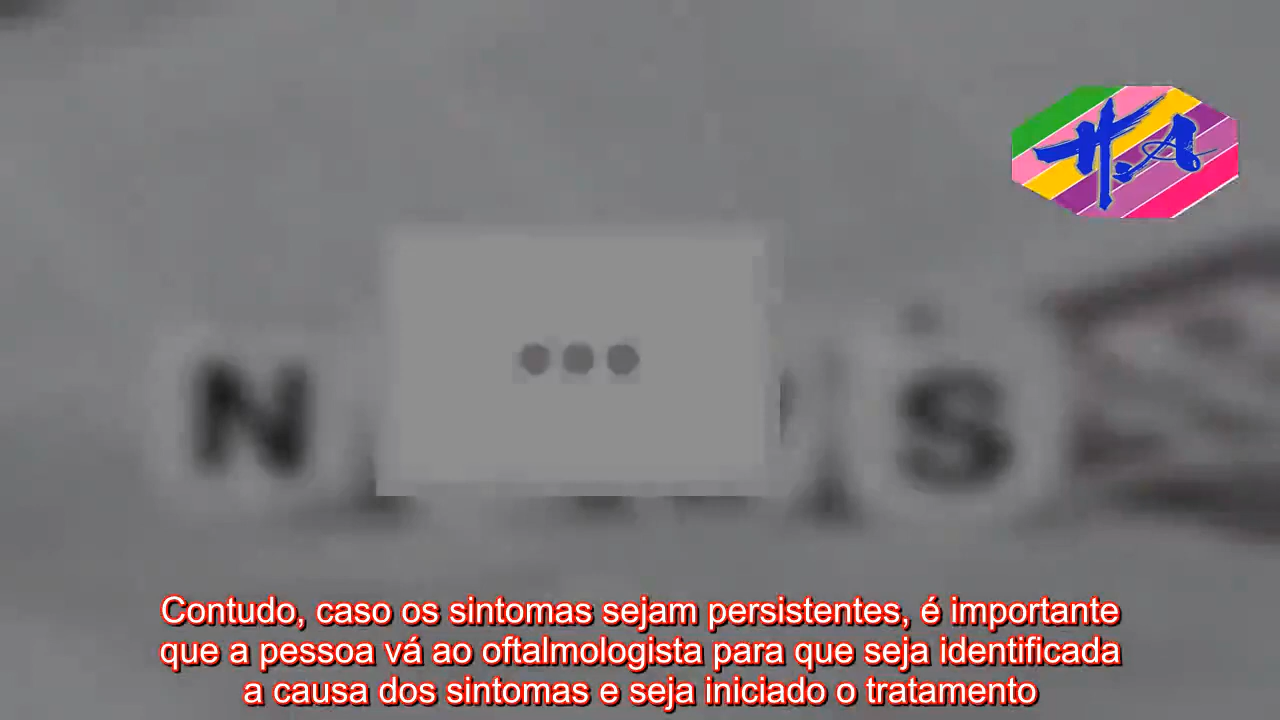 H.A
N
S
Contudo, caso os sintomas sejam persistentes, é importante
que a pessoa vá ao oftalmologista para que seja identificada
a causa dos sintomas e seja iniciado o tratamento